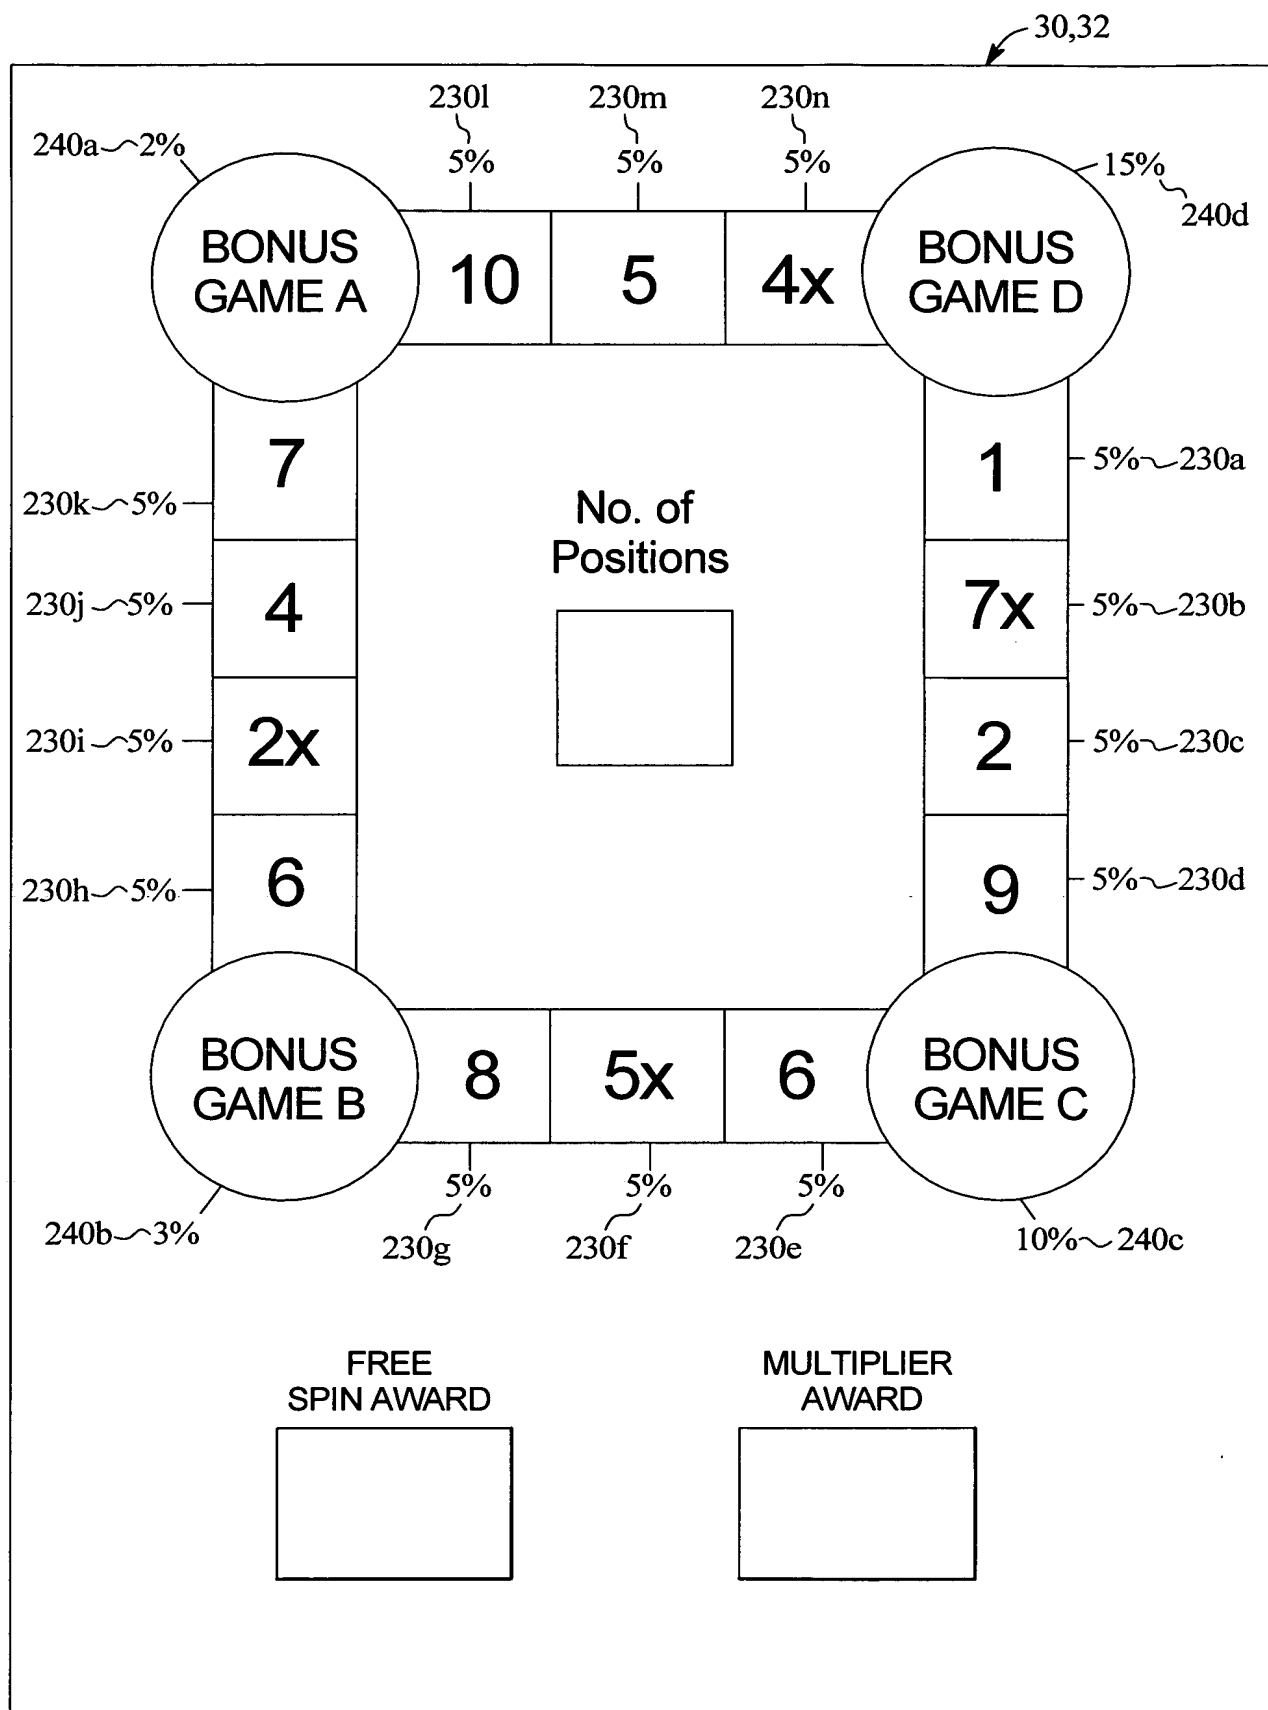 30,32
230l 230m 230n
240a 2% 5% 5% 5% 15%
240d
BONUS GAME A
10 5 4x
BONUS GAME D
7 1
230k 5% 5% 230a
No. of
Positions
230j 5% 4 7x 5% 230b
230i 5% 2x 2 5% 230c
230h 5% 6 9 5% 230d
BONUS GAME B
8 5x 6
BONUS GAME C
5% 5% 5%
240b 3% 230g 230f 230e 10% 240c
FREE
SPIN AWARD
MULTIPLIER
AWARD